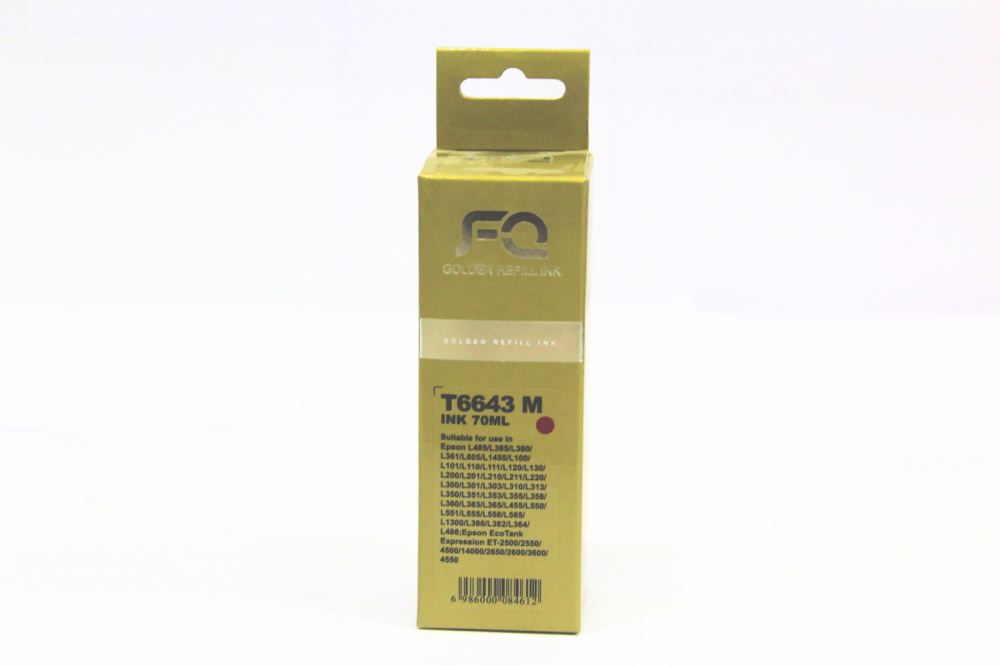 FQ
GOLDEN REFILL INK
GOLDEN REFILL INK
T6643 M
INK 70ML
Suitable for use in
Epson L485/L385/L380/
L361/L605/L1455/L100/
L101/L110/L111/L120/L130/
L200/L201/L210/L211/L220/
L300/L301/L303/L310/L313/
L350/L351/L353/L355/L358/
L360/L363/L365/L455/L550/
L551/L555/L558/L565/
L1300/L386/L382/L364/
L486;Epson EcoTank
Expression ET-2500/2550/
4500/14000/2650/2600/3600/
4550
6 986000 084612